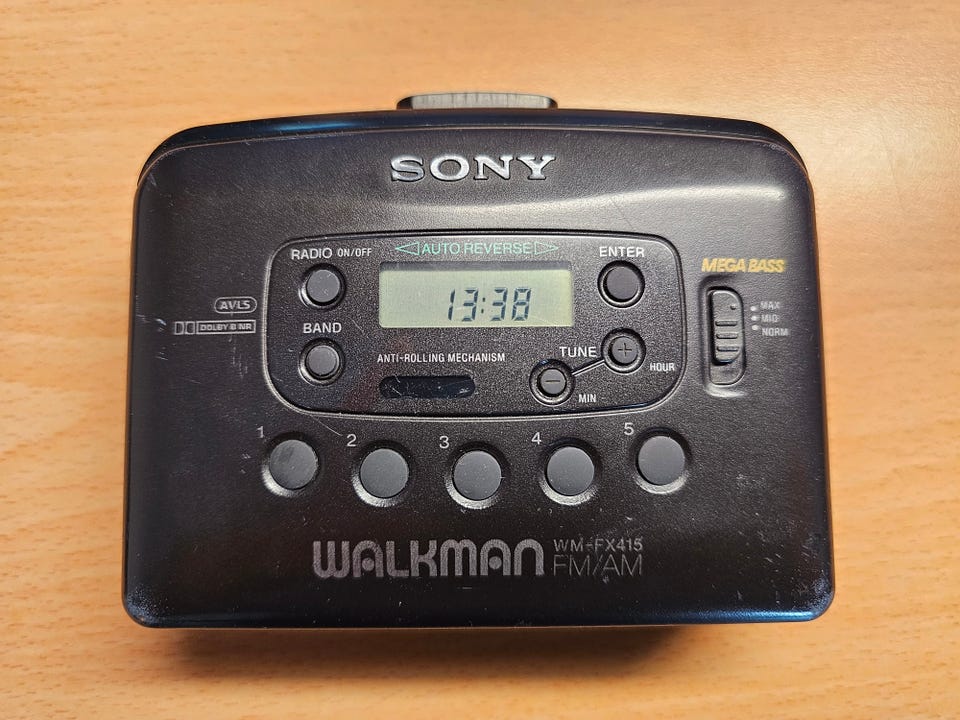 SONY
RADIO ON/OFF
AUTO REVERSE
ENTER
MEGA BASS
AVLS
DOLBY B NR
13:38
MAX
MID
NORM
BAND
ANTI-ROLLING MECHANISM
TUNE
+
HOUR
−
MIN
1 2 3 4 5
WALKMAN
WM-FX415
FM/AM